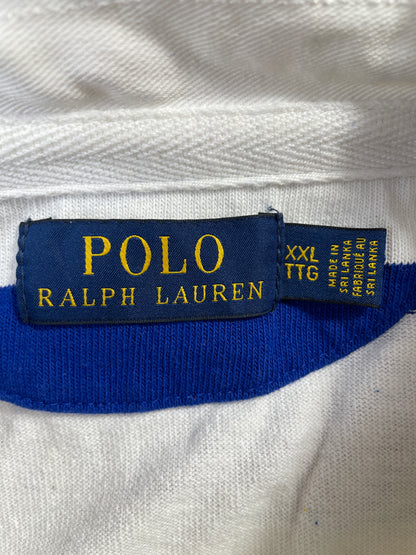 POLO
RALPH LAUREN
XXL
TTG
MADE IN
SRI LANKA
FABRIQUÉ AU
SRI LANKA